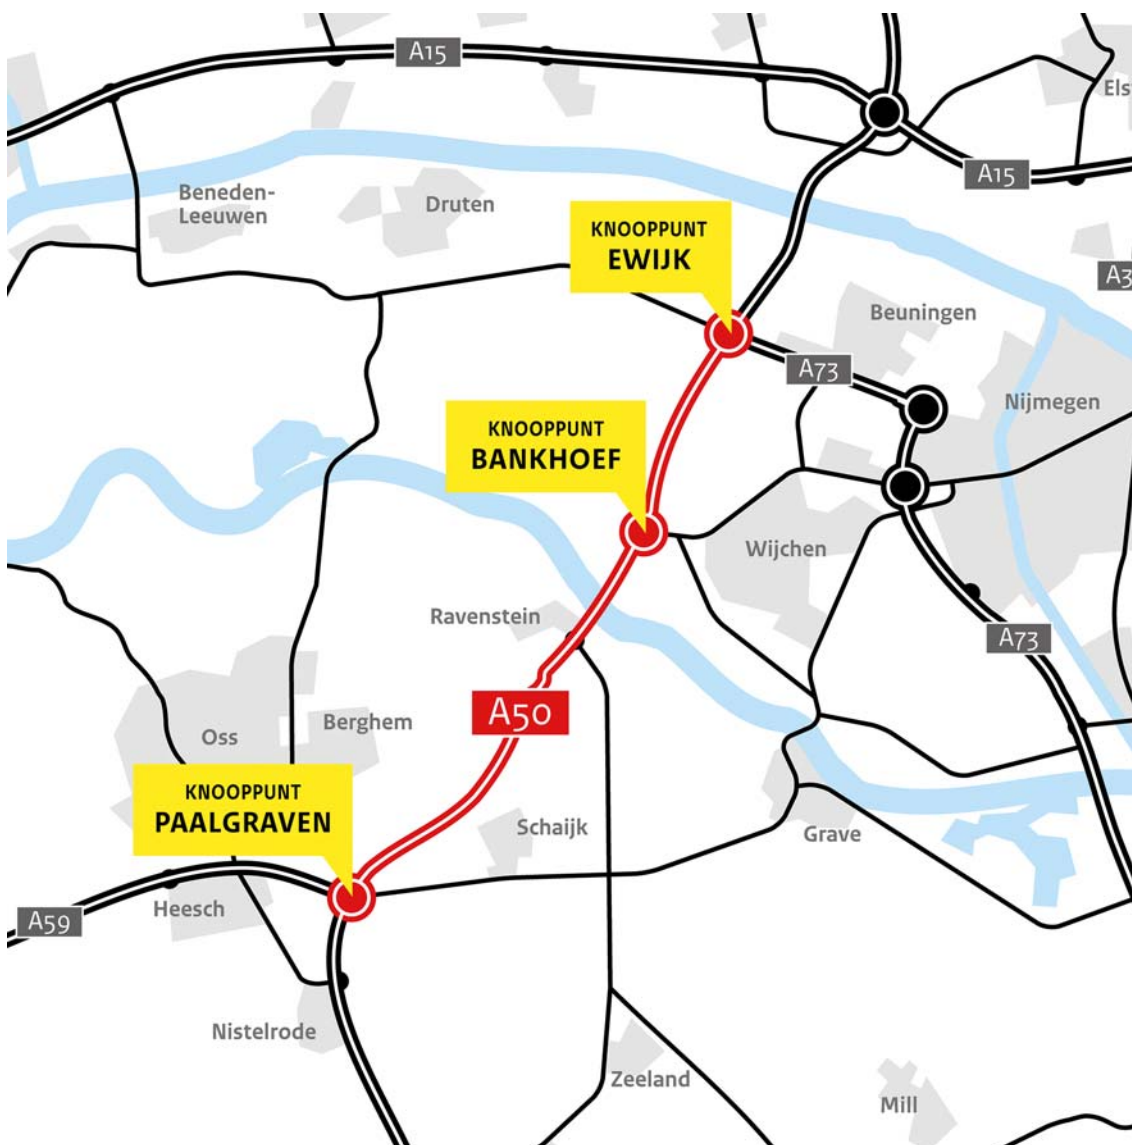 A15
Els
A15
Beneden-
Leeuwen
Druten
KNOOPPUNT
EWIJK
A3
Beuningen
A73
Nijmegen
KNOOPPUNT
BANKHOEF
Wijchen
Ravenstein
A73
A50
Berghem
Oss
KNOOPPUNT
PAALGRAVEN
Schaijk
Grave
Heesch
A59
Nistelrode
Zeeland
Mill